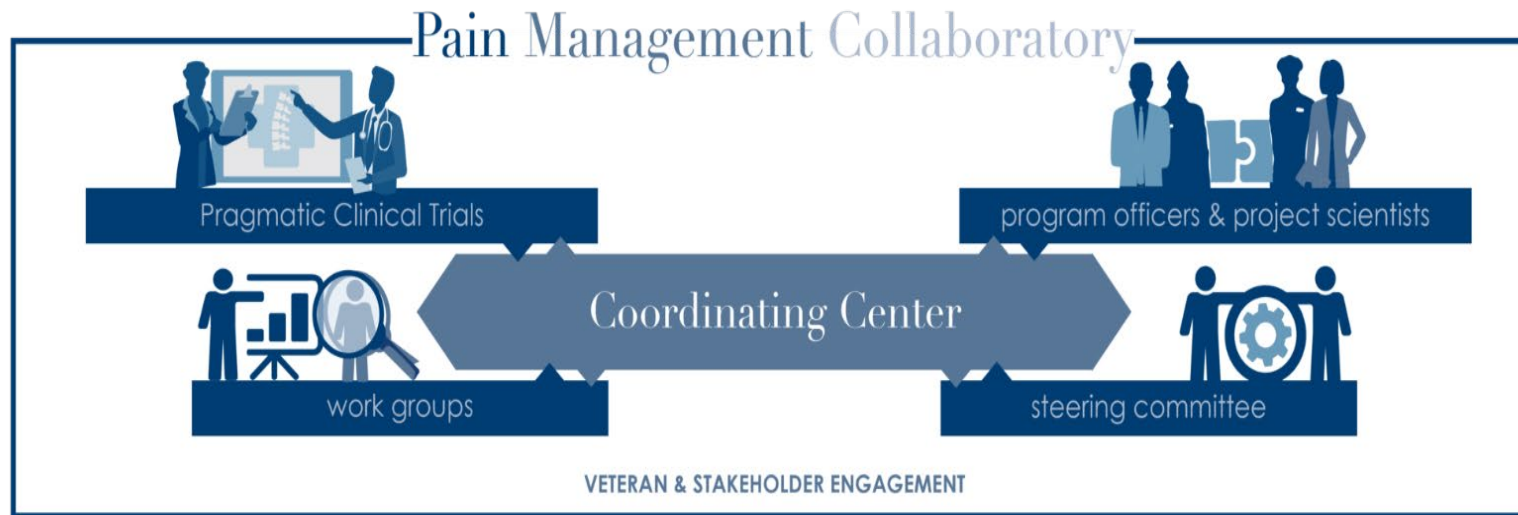 Pain Management Collaboratory
Pragmatic Clinical Trials
program officers & project scientists
Coordinating Center
work groups
steering committee
VETERAN & STAKEHOLDER ENGAGEMENT